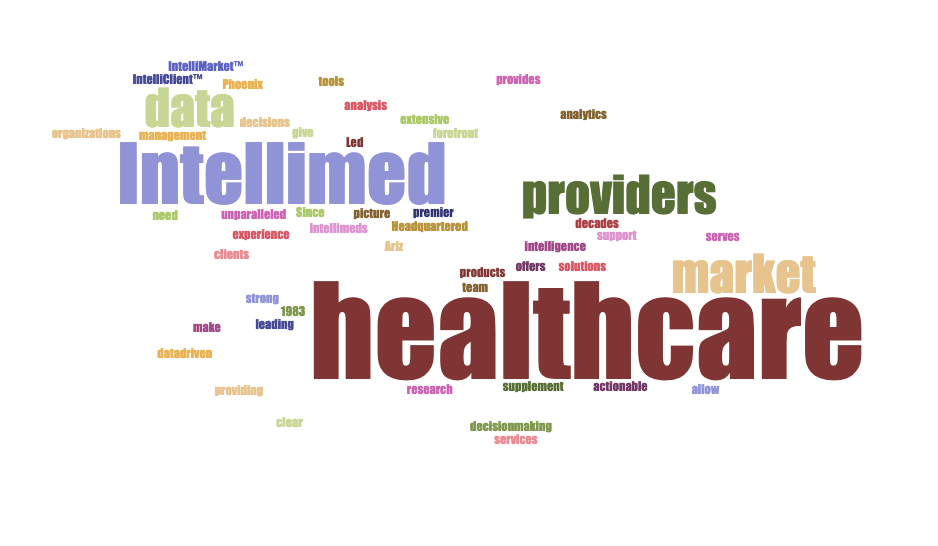 IntelliMarket™
IntelliClient™
Phoenix
tools
provides
data
analysis
analytics
organizations
management
decisions
give
extensive
forefront
Led
Intellimed
providers
need
unparalleled
Since
picture
premier
decades
experience
Intellimeds
Headquartered
support
serves
clients
Ariz
intelligence
products
offers
solutions
market
team
strong
1983
healthcare
make
leading
datadriven
providing
research
supplement
actionable
allow
clear
decisionmaking
services